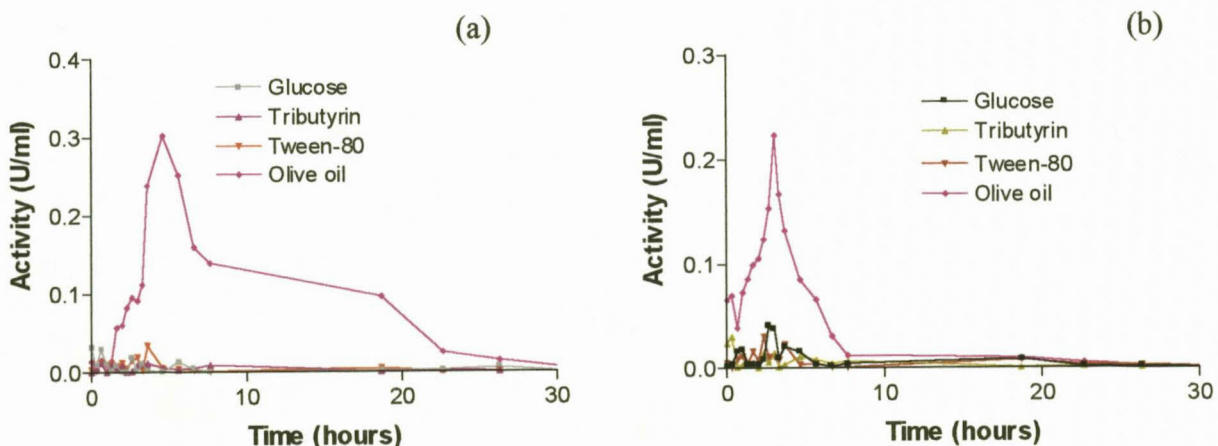 (a)
Activity (U/ml)
0.4
0.3
0.2
0.1
0.0
Glucose
Tributyrin
Tween-80
Olive oil
0
10
20
30
Time (hours)
(b)
Activity (U/ml)
0.3
0.2
0.1
0.0
Glucose
Tributyrin
Tween-80
Olive oil
0
10
20
30
Time (hours)